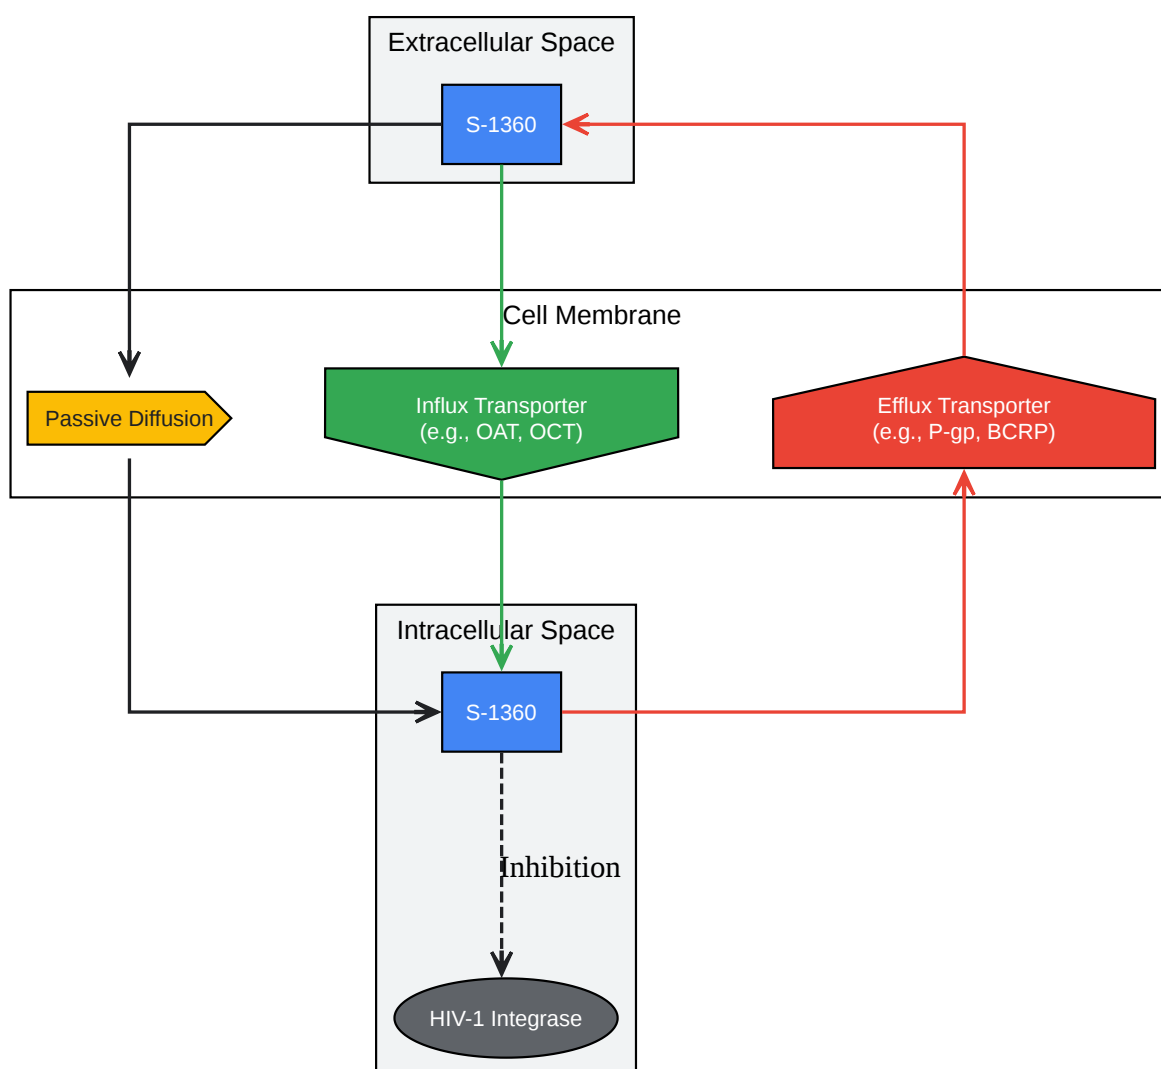 Extracellular Space
S-1360
Cell Membrane
Passive Diffusion
Influx Transporter
(e.g., OAT, OCT)
Efflux Transporter
(e.g., P-gp, BCRP)
Intracellular Space
S-1360
Inhibition
HIV-1 Integrase